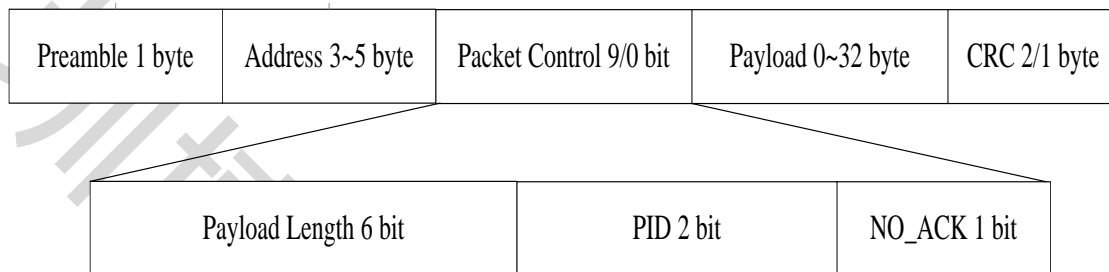 Preamble 1 byte
Address 3~5 byte
Packet Control 9/0 bit
Payload 0~32 byte
CRC 2/1 byte
Payload Length 6 bit
PID 2 bit
NO_ACK 1 bit